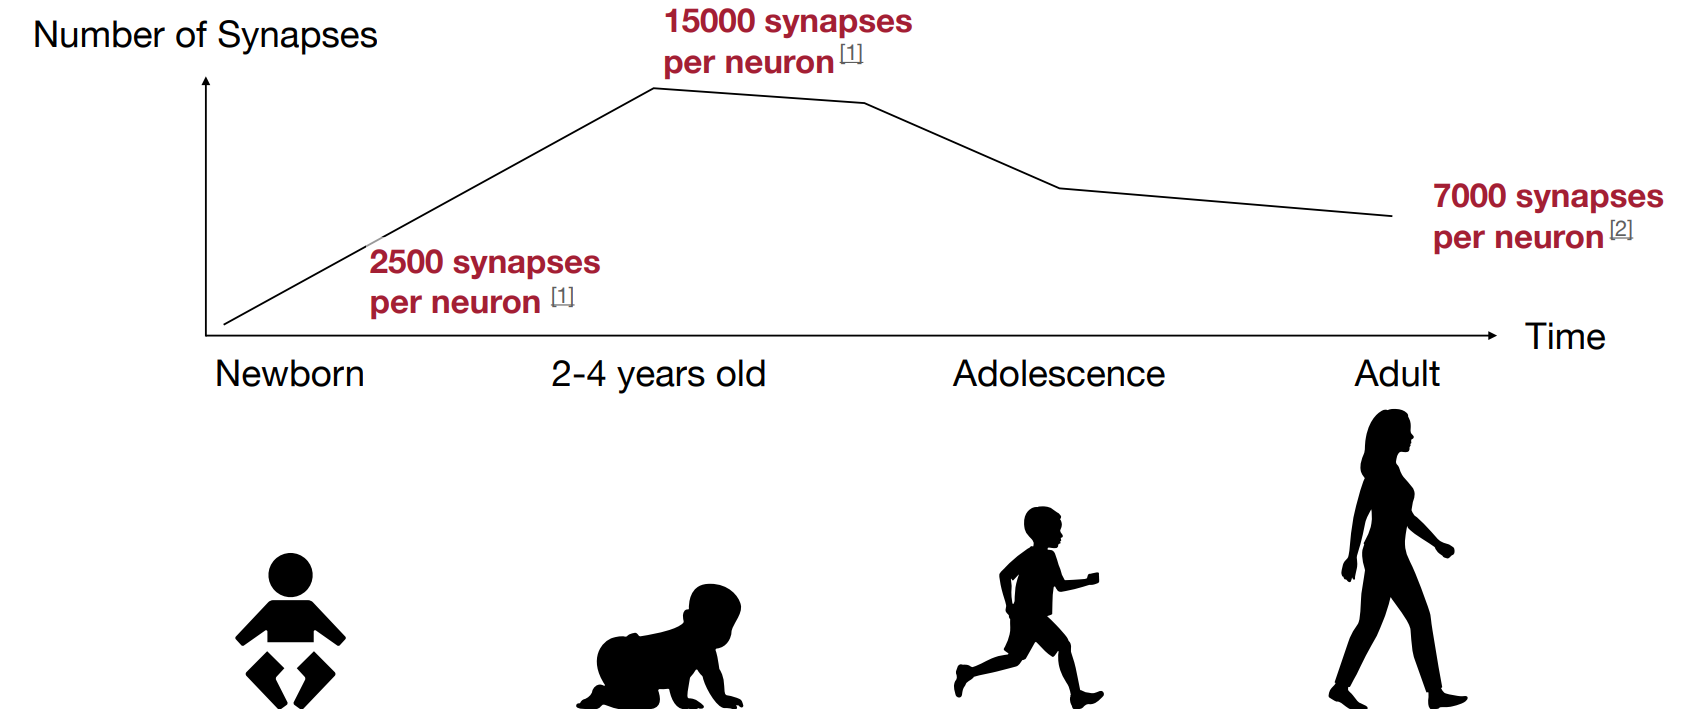 Number of Synapses
15000 synapses
per neuron [1]
2500 synapses
per neuron [1]
7000 synapses
per neuron [2]
Time
Newborn
2-4 years old
Adolescence
Adult